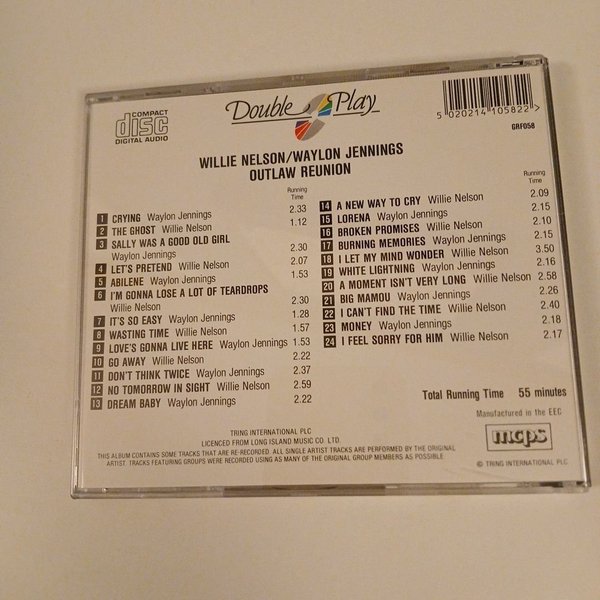 COMPACT
disc
DIGITAL AUDIO
Double Play
5 020214 105822 >
GRF058
WILLIE NELSON/WAYLON JENNINGS
OUTLAW REUNION
Running
Time
1 CRYING Waylon Jennings 2.33
2 THE GHOST Willie Nelson 1.12
3 SALLY WAS A GOOD OLD GIRL
Waylon Jennings 2.30
4 LET'S PRETEND Willie Nelson 2.07
5 ABILENE Waylon Jennings 1.53
6 I'M GONNA LOSE A LOT OF TEARDROPS
Willie Nelson 2.30
7 IT'S SO EASY Waylon Jennings 1.28
8 WASTING TIME Willie Nelson 1.57
9 LOVE'S GONNA LIVE HERE Waylon Jennings 1.53
10 GO AWAY Willie Nelson 2.22
11 DON'T THINK TWICE Waylon Jennings 2.37
12 NO TOMORROW IN SIGHT Willie Nelson 2.59
13 DREAM BABY Waylon Jennings 2.22
Running
Time
14 A NEW WAY TO CRY Willie Nelson 2.09
15 LORENA Waylon Jennings 2.15
16 BROKEN PROMISES Willie Nelson 2.10
17 BURNING MEMORIES Waylon Jennings 2.15
18 I LET MY MIND WONDER Willie Nelson 3.50
19 WHITE LIGHTNING Waylon Jennings 2.16
20 A MOMENT ISN'T VERY LONG Willie Nelson 2.58
21 BIG MAMOU Waylon Jennings 2.26
22 I CAN'T FIND THE TIME Willie Nelson 2.40
23 MONEY Waylon Jennings 2.18
24 I FEEL SORRY FOR HIM Willie Nelson 2.17
Total Running Time 55 minutes
Manufactured in the EEC
mcps
© TRING INTERNATIONAL PLC
TRING INTERNATIONAL PLC
LICENCED FROM LONG ISLAND MUSIC CO. LTD.
THIS ALBUM CONTAINS SOME TRACKS THAT ARE RE-RECORDED. ALL SINGLE ARTIST TRACKS ARE PERFORMED BY THE ORIGINAL
ARTIST. TRACKS FEATURING GROUPS WERE RECORDED USING AS MANY OF THE ORIGINAL GROUP MEMBERS AS POSSIBLE.